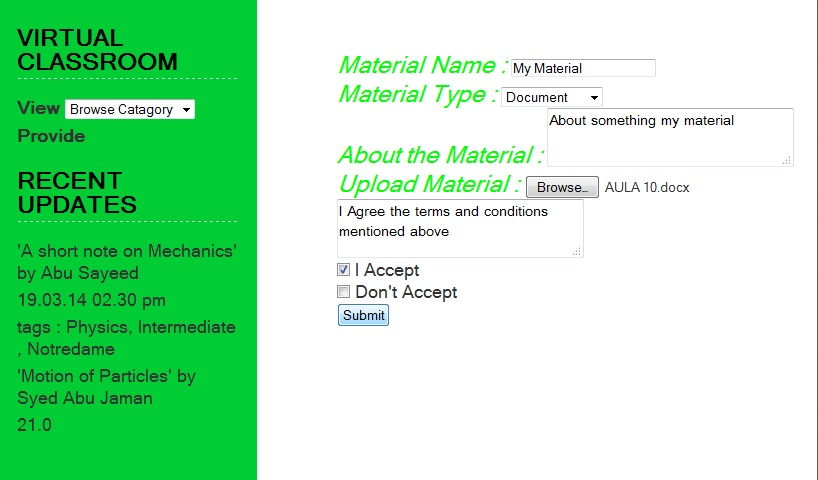 VIRTUAL
CLASSROOM
View Browse Catagory
Provide
RECENT
UPDATES
'A short note on Mechanics'
by Abu Sayeed
19.03.14 02.30 pm
tags : Physics, Intermediate
, Notredame
'Motion of Particles' by
Syed Abu Jaman
21.0
Material Name : My Material
Material Type : Document
About something my material
About the Material :
Upload Material : Browse... AULA 10.docx
I Agree the terms and conditions
mentioned above
I Accept
Don't Accept
Submit